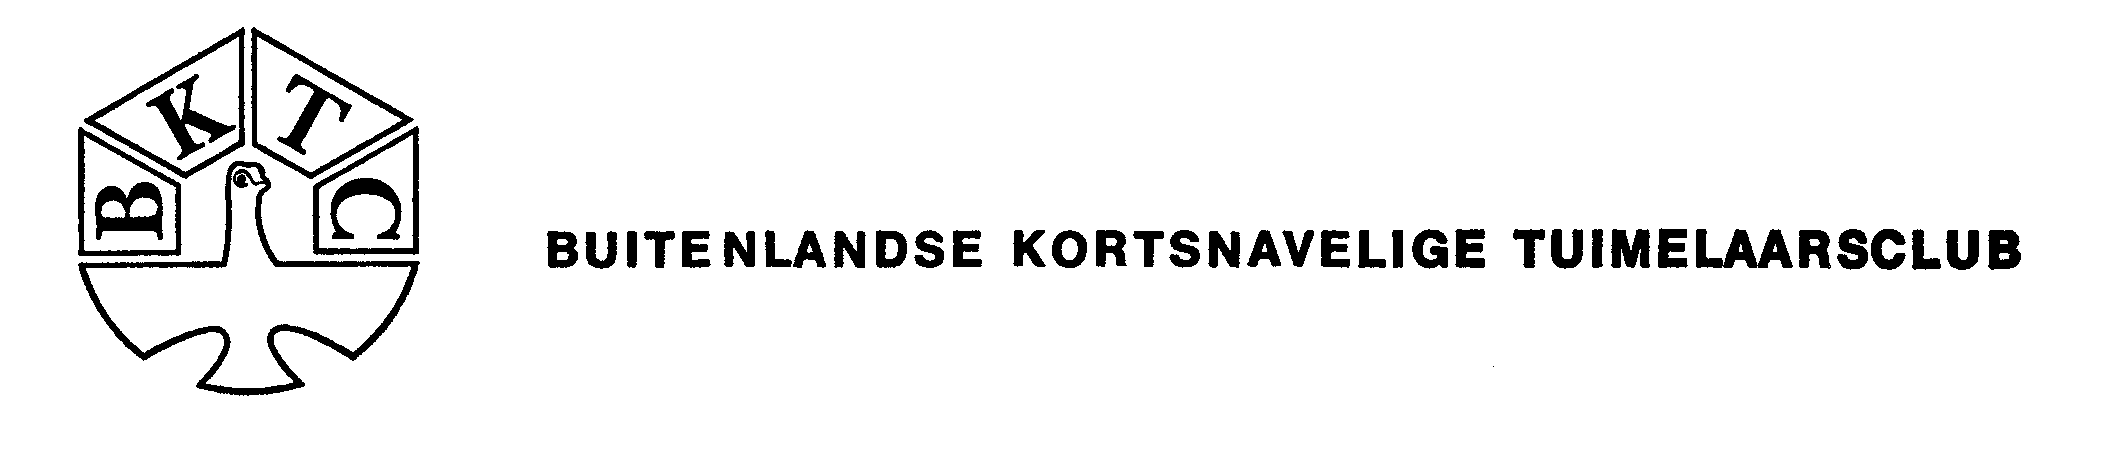 BKTC
BUITENLANDSE KORTSNAVELIGE TUIMELAARSCLUB